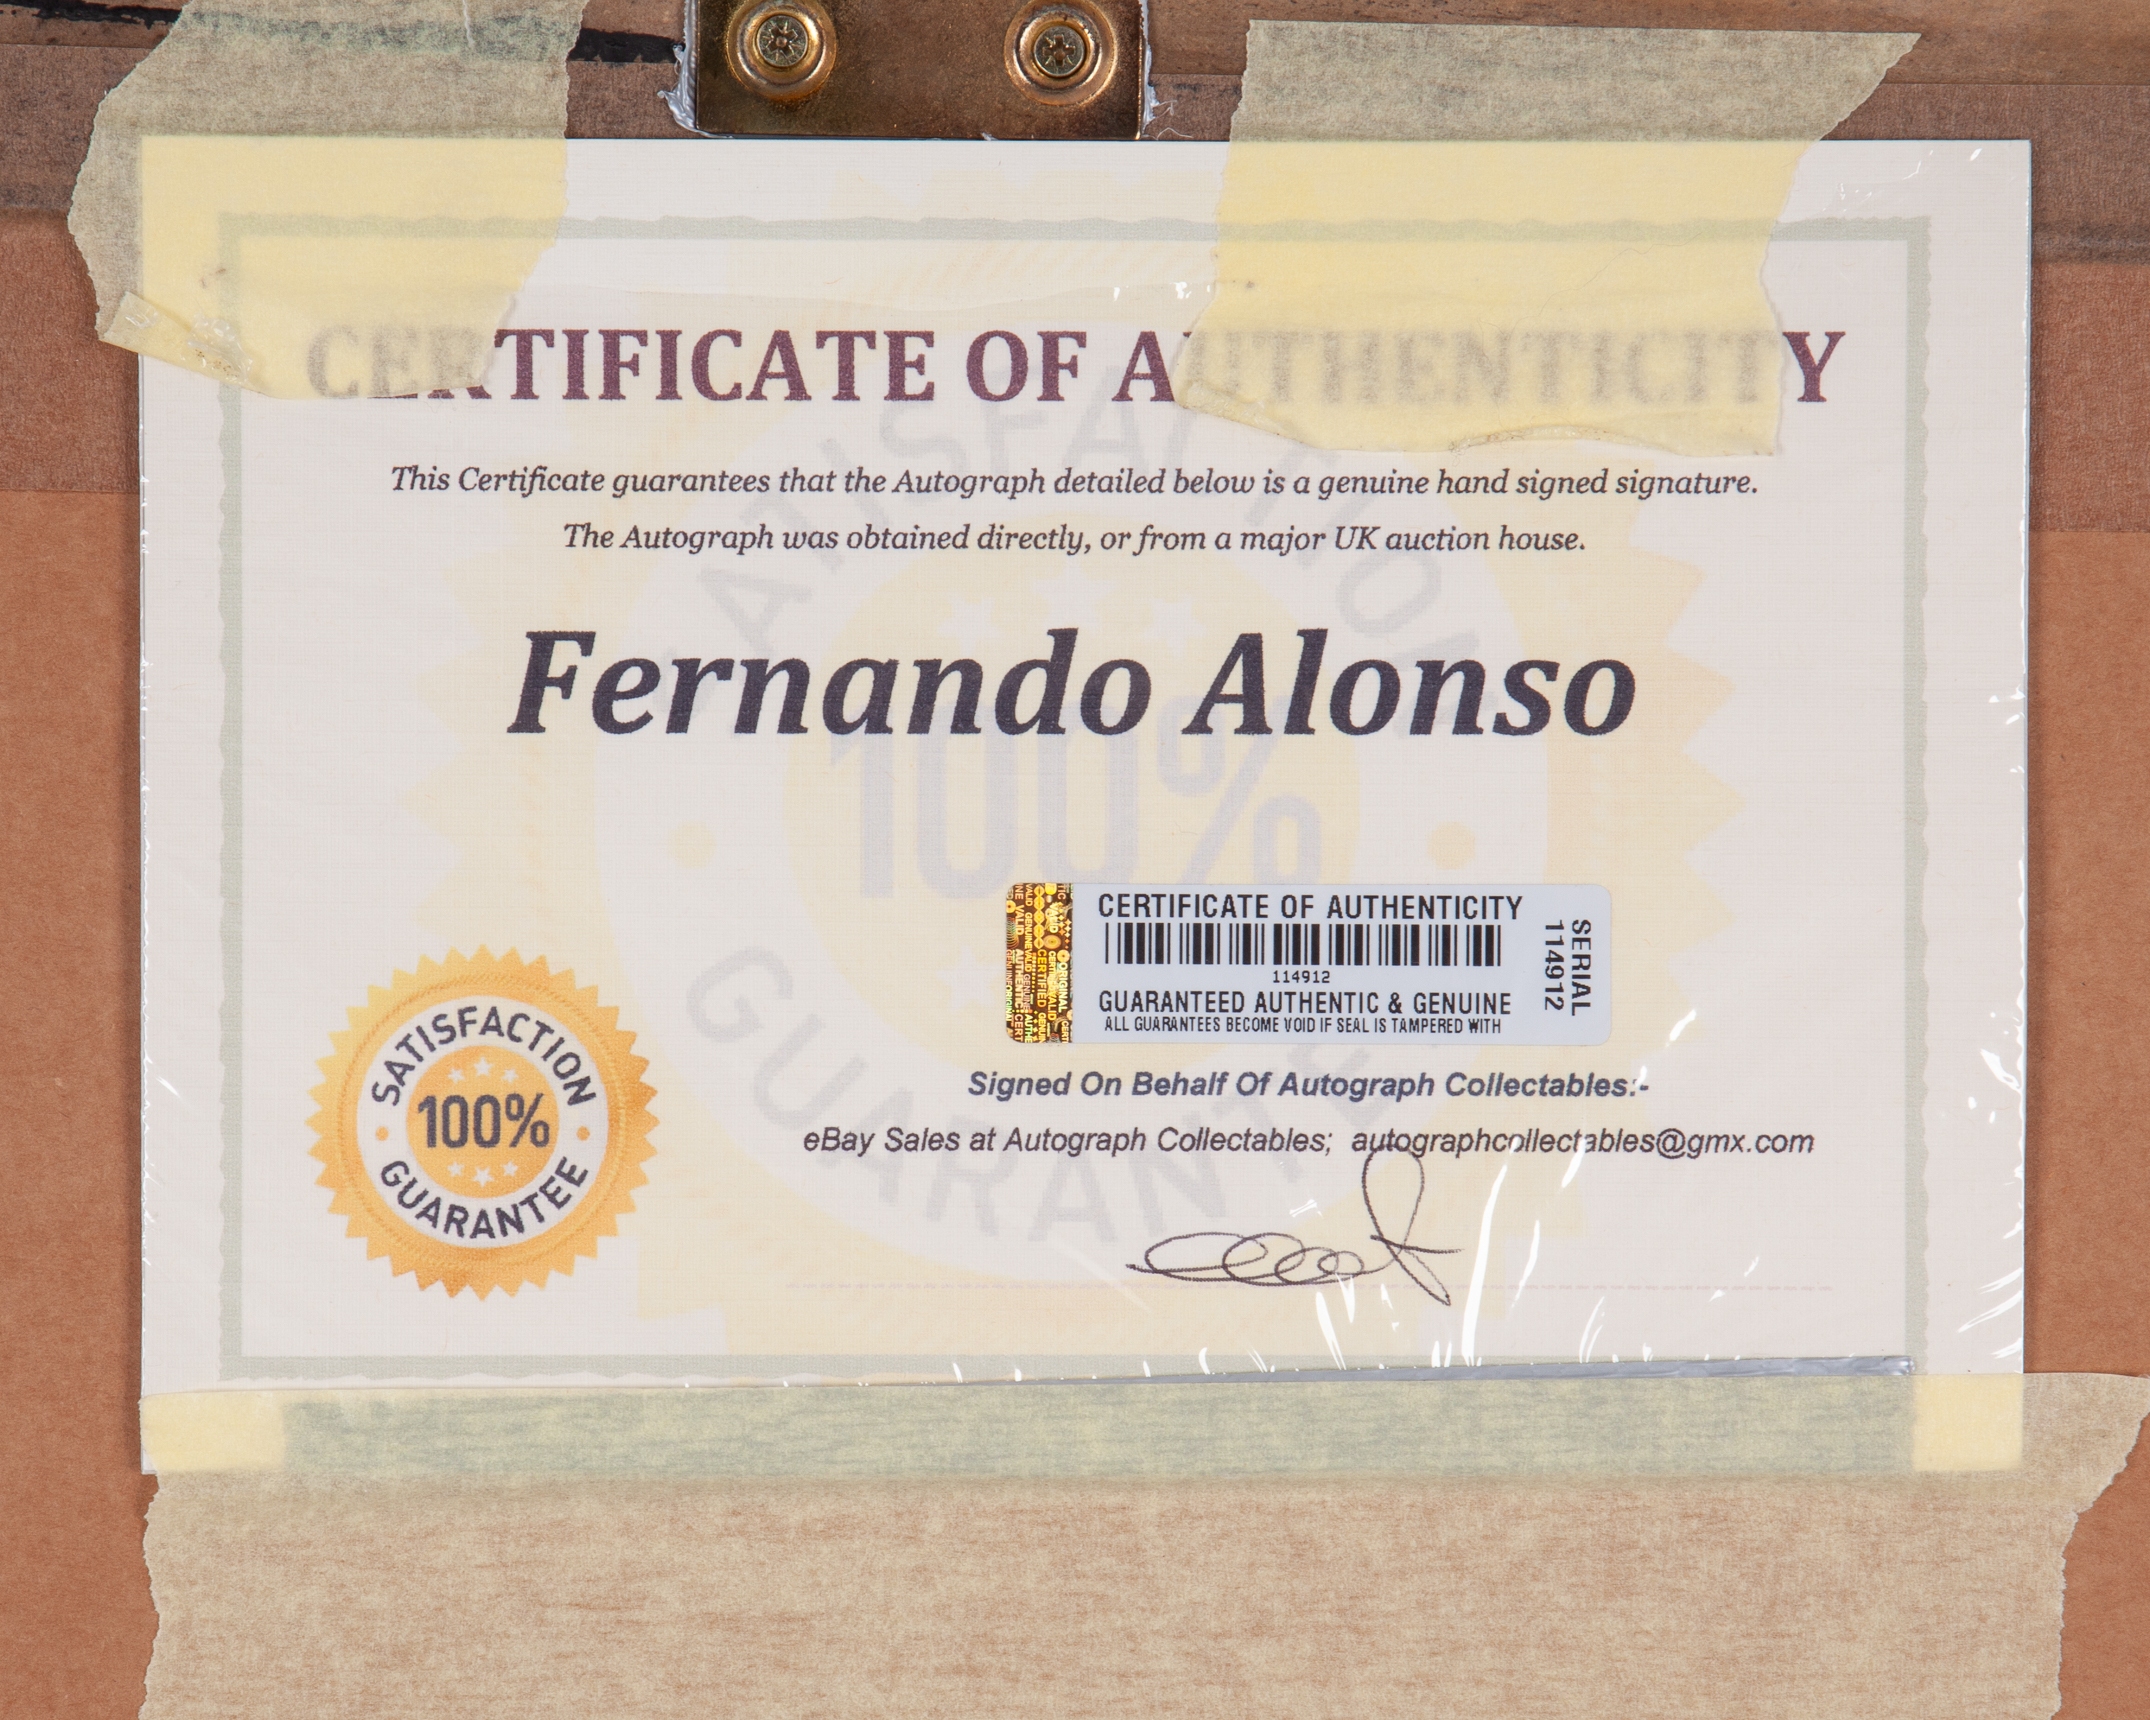 CERTIFICATE OF AUTHENTICITY
This Certificate guarantees that the Autograph detailed below is a genuine hand signed signature.
The Autograph was obtained directly, or from a major UK auction house.
Fernando Alonso
SATISFACTION
100%
GUARANTEE
CERTIFICATE OF AUTHENTICITY
114912
GUARANTEED AUTHENTIC & GENUINE
ALL GUARANTEES BECOME VOID IF SEAL IS TAMPERED WITH
SERIAL
114912
Signed On Behalf Of Autograph Collectables:-
eBay Sales at Autograph Collectables; autographcollectables@gmx.com
SATISFACTION
100%
GUARANTEE